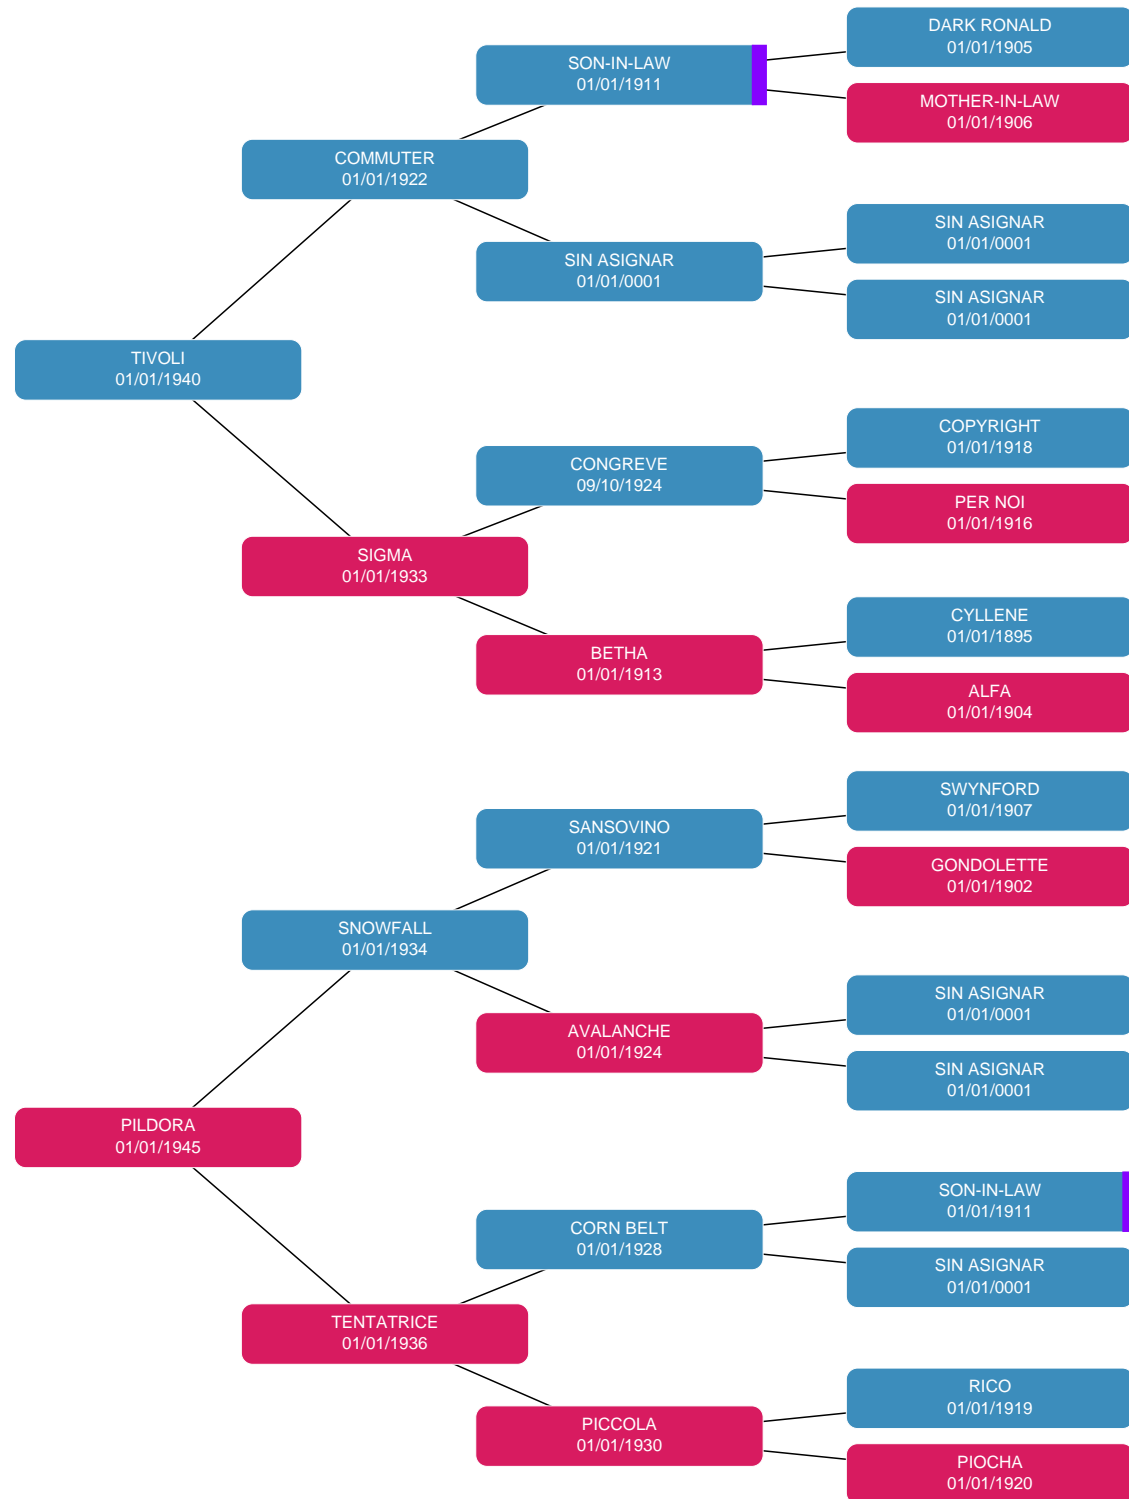 DARK RONALD
01/01/1905
SON-IN-LAW
01/01/1911
MOTHER-IN-LAW
01/01/1906
COMMUTER
01/01/1922
SIN ASIGNAR
01/01/0001
SIN ASIGNAR
01/01/0001
SIN ASIGNAR
01/01/0001
TIVOLI
01/01/1940
COPYRIGHT
01/01/1918
CONGREVE
09/10/1924
PER NOI
01/01/1916
SIGMA
01/01/1933
CYLLENE
01/01/1895
BETHA
01/01/1913
ALFA
01/01/1904
SWYNFORD
01/01/1907
SANSOVINO
01/01/1921
GONDOLETTE
01/01/1902
SNOWFALL
01/01/1934
SIN ASIGNAR
01/01/0001
AVALANCHE
01/01/1924
SIN ASIGNAR
01/01/0001
PILDORA
01/01/1945
SON-IN-LAW
01/01/1911
CORN BELT
01/01/1928
SIN ASIGNAR
01/01/0001
TENTATRICE
01/01/1936
RICO
01/01/1919
PICCOLA
01/01/1930
PIOCHA
01/01/1920